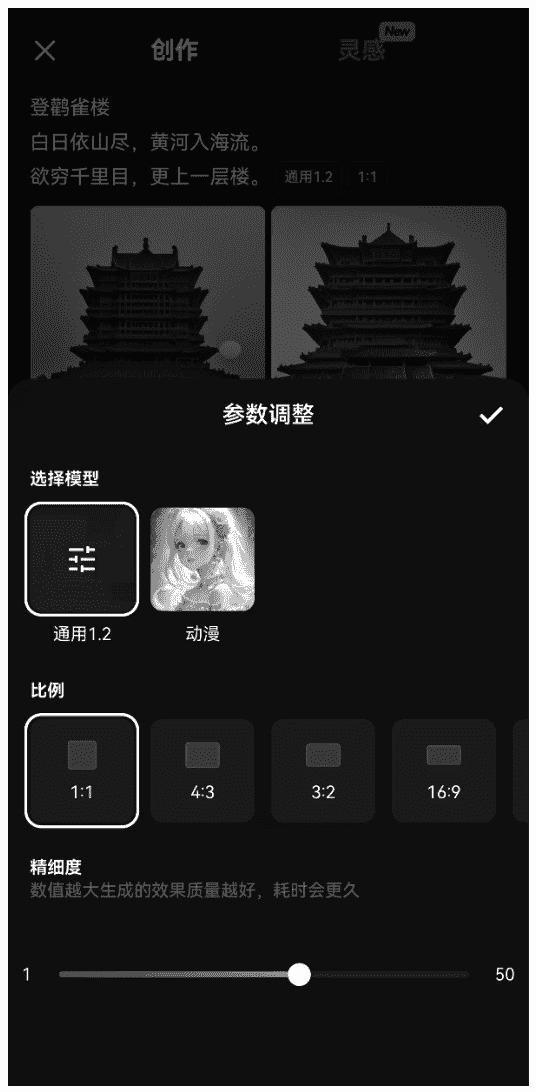 创作 灵感 New
登鹳雀楼
白日依山尽，黄河入海流。
欲穷千里目，更上一层楼。 通用1.2 1:1
参数调整
选择模型
通用1.2 动漫
比例
1:1 4:3 3:2 16:9
精细度
数值越大生成的效果质量越好，耗时会更久
1 50